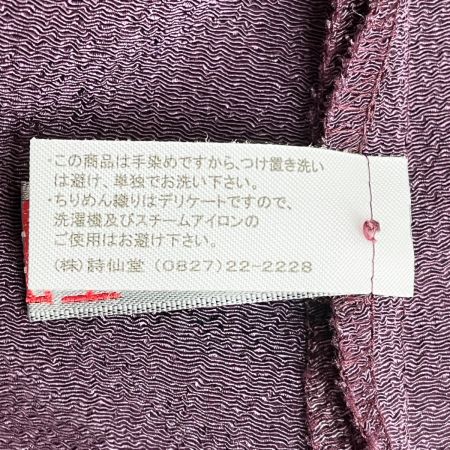 ・この商品は手染めですから、つけ置き洗い
は避け、単独でお洗い下さい。
・ちりめん織りはデリケートですので、
洗濯機及びスチームアイロンの
ご使用はお避け下さい。
(株)詩仙堂 (0827)22-2228